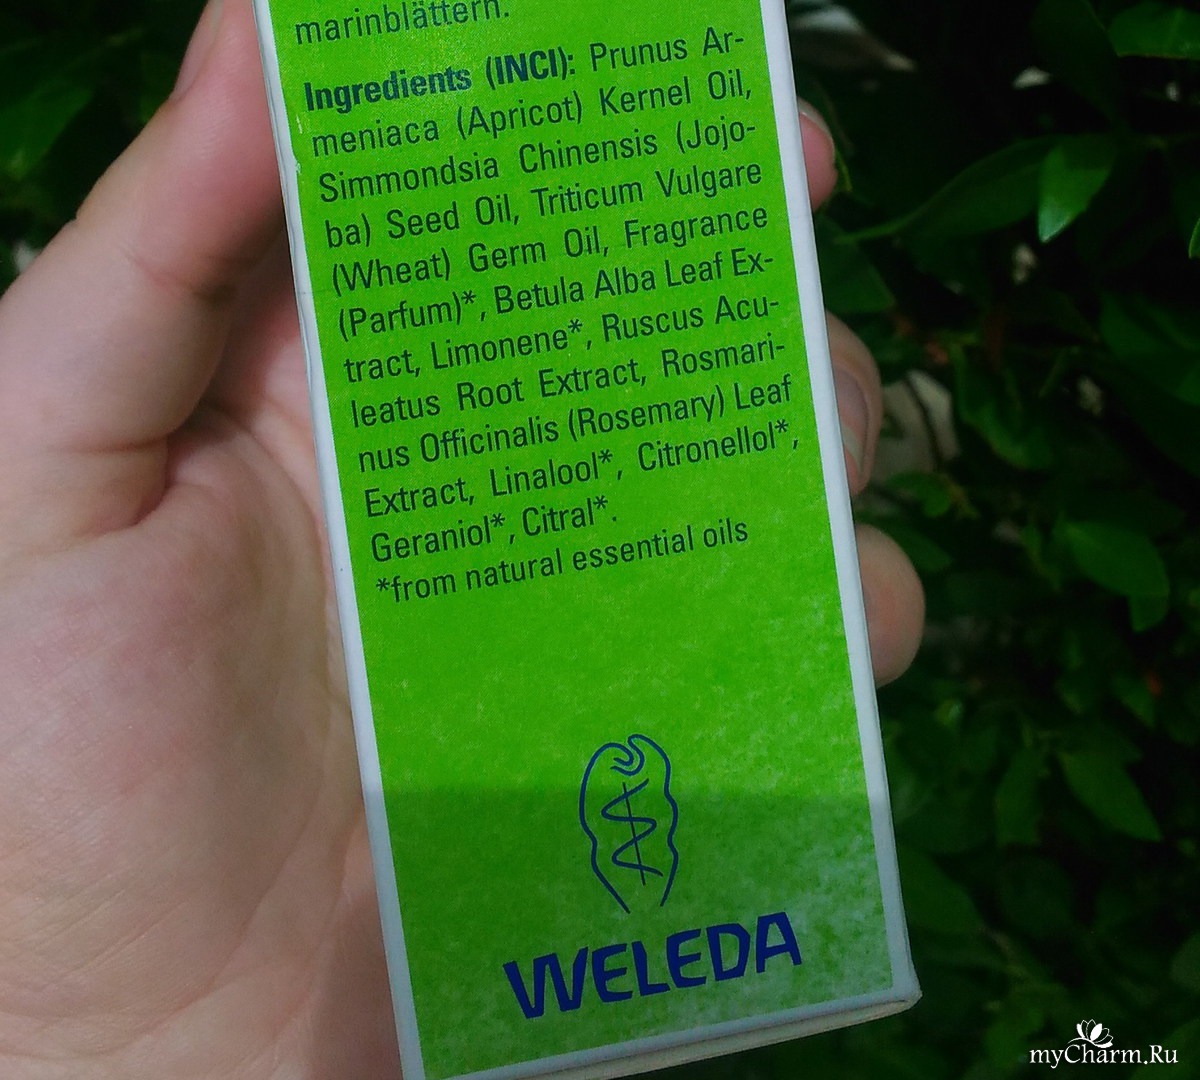 marinblättern.
Ingredients (INCI): Prunus Ar-
meniaca (Apricot) Kernel Oil,
Simmondsia Chinensis (Jojo-
ba) Seed Oil, Triticum Vulgare
(Wheat) Germ Oil, Fragrance
(Parfum)*, Betula Alba Leaf Ex-
tract, Limonene*, Ruscus Acu-
leatus Root Extract, Rosmari-
nus Officinalis (Rosemary) Leaf
Extract, Linalool*, Citronellol*,
Geraniol*, Citral*.
*from natural essential oils
WELEDA
myCharm.Ru